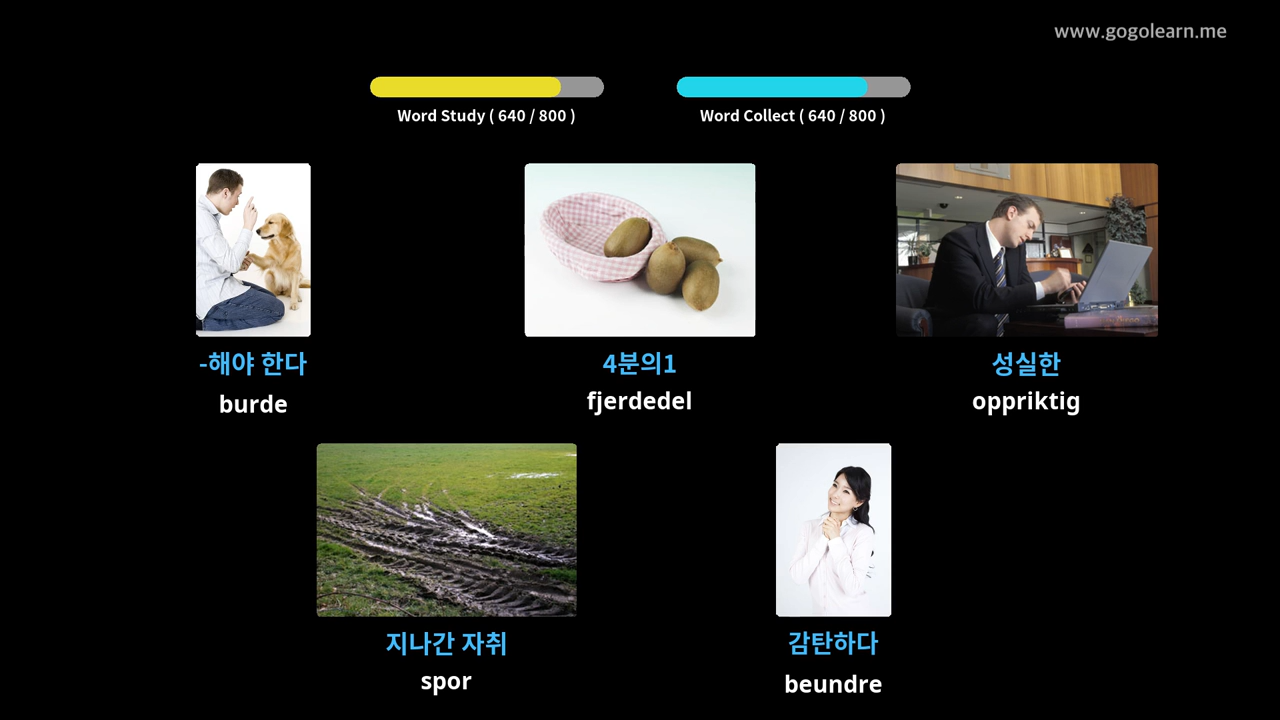 www.gogolearn.me
Word Study ( 640 / 800 )
Word Collect ( 640 / 800 )
-해야 한다
burde
4분의1
fjerdedel
성실한
oppriktig
지나간 자취
spor
감탄하다
beundre